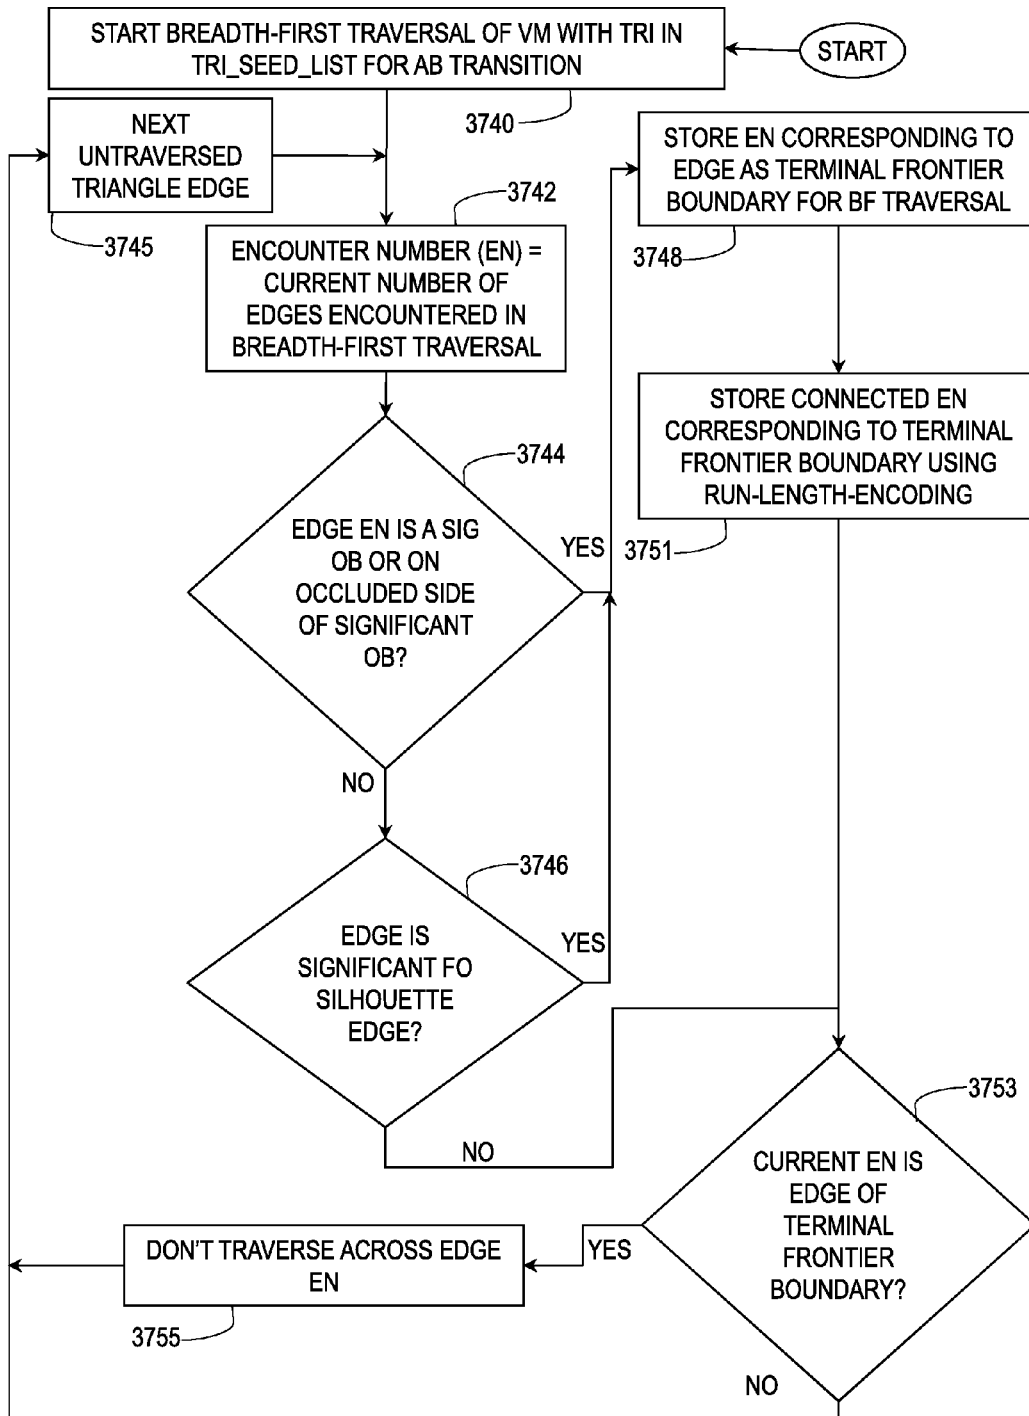 START BREADTH-FIRST TRAVERSAL OF VM WITH TRI IN
TRI_SEED_LIST FOR AB TRANSITION
START
3740
NEXT
UNTRAVERSED
TRIANGLE EDGE
3745
3742
ENCOUNTER NUMBER (EN) =
CURRENT NUMBER OF
EDGES ENCOUNTERED IN
BREADTH-FIRST TRAVERSAL
STORE EN CORRESPONDING TO
EDGE AS TERMINAL FRONTIER
BOUNDARY FOR BF TRAVERSAL
3748
3744
EDGE EN IS A SIG
OB OR ON
OCCLUDED SIDE
OF SIGNIFICANT
OB?
YES
NO
STORE CONNECTED EN
CORRESPONDING TO TERMINAL
FRONTIER BOUNDARY USING
RUN-LENGTH-ENCODING
3751
3746
EDGE IS
SIGNIFICANT FO
SILHOUETTE
EDGE?
YES
NO
3753
CURRENT EN IS
EDGE OF
TERMINAL
FRONTIER
BOUNDARY?
YES
DON'T TRAVERSE ACROSS EDGE
EN
3755
NO